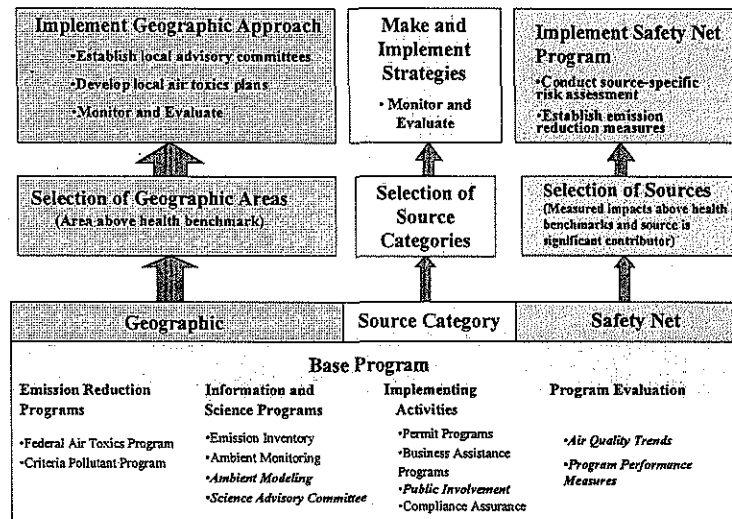 Implement Geographic Approach
•Establish local advisory committees
•Develop local air toxics plans
•Monitor and Evaluate
Make and
Implement
Strategies
• Monitor and
Evaluate
Implement Safety Net
Program
•Conduct source-specific
risk assessment
•Establish emission
reduction measures
Selection of Geographic Areas
(Area above health benchmark)
Selection of
Source
Categories
Selection of Sources
(Measured impacts above health
benchmarks and source is
significant contributor)
Geographic
Source Category
Safety Net
Base Program
Emission Reduction
Programs
•Federal Air Toxics Program
•Criteria Pollutant Program
Information and
Science Programs
•Emission Inventory
•Ambient Monitoring
•Ambient Modeling
•Science Advisory Committee
Implementing
Activities
•Permit Programs
•Business Assistance
Programs
•Public Involvement
•Compliance Assurance
Program Evaluation
•Air Quality Trends
•Program Performance
Measures